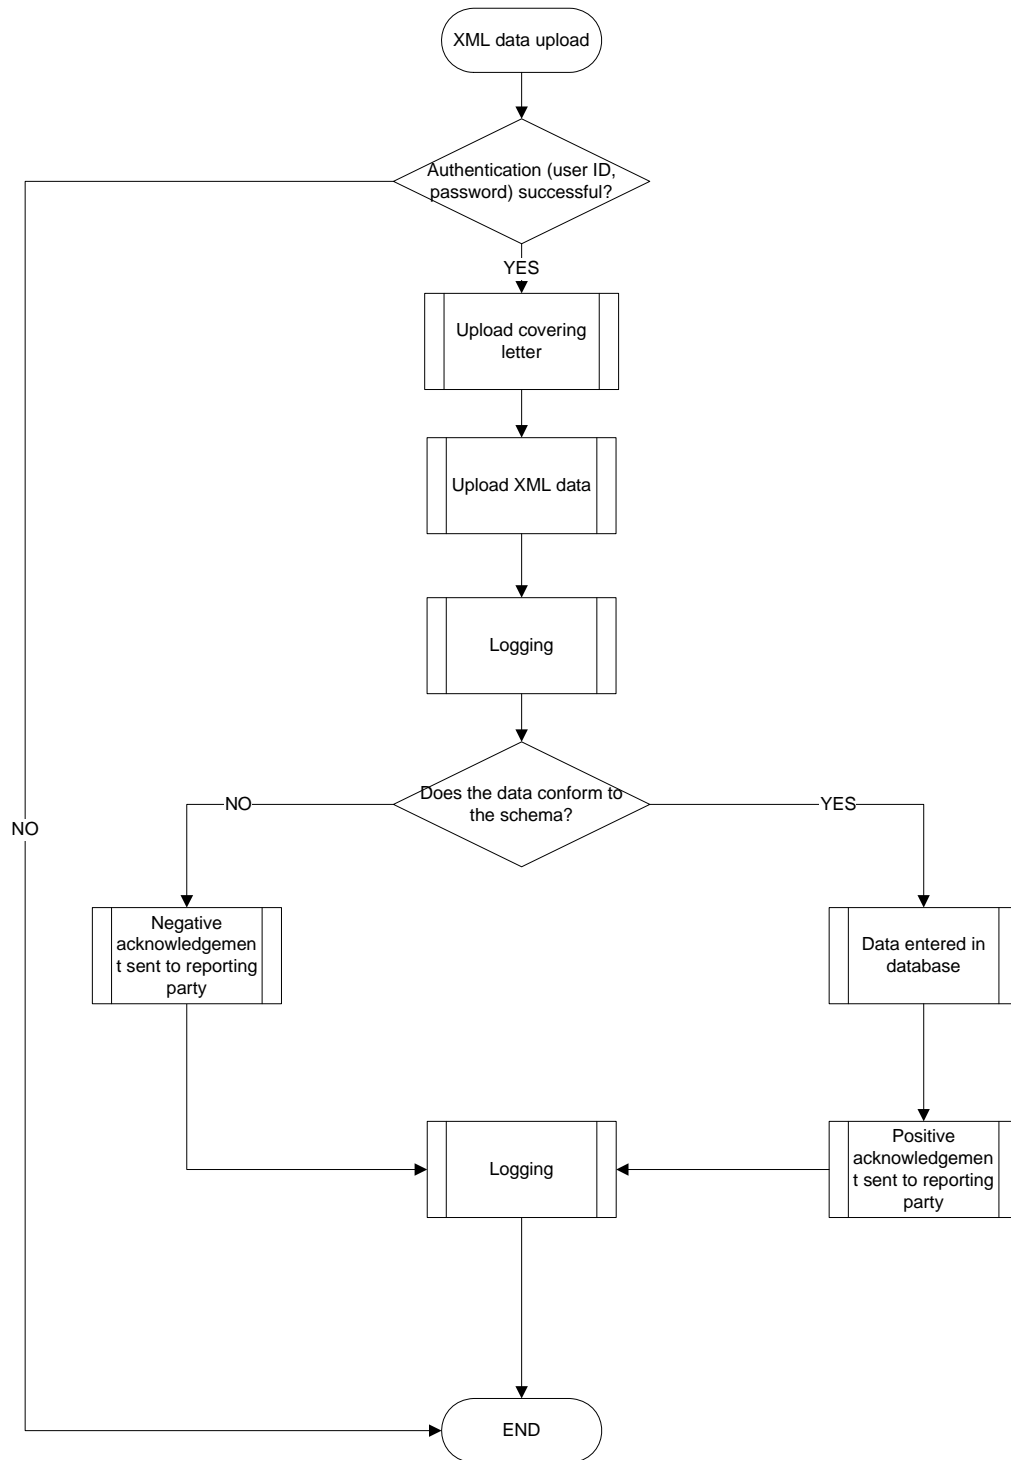 XML data upload
Authentication (user ID,
password) successful?
YES
Upload covering
letter
Upload XML data
Logging
Does the data conform to
the schema?
NO
YES
NO
Negative
acknowledgemen
t sent to reporting
party
Data entered in
database
Logging
Positive
acknowledgemen
t sent to reporting
party
END